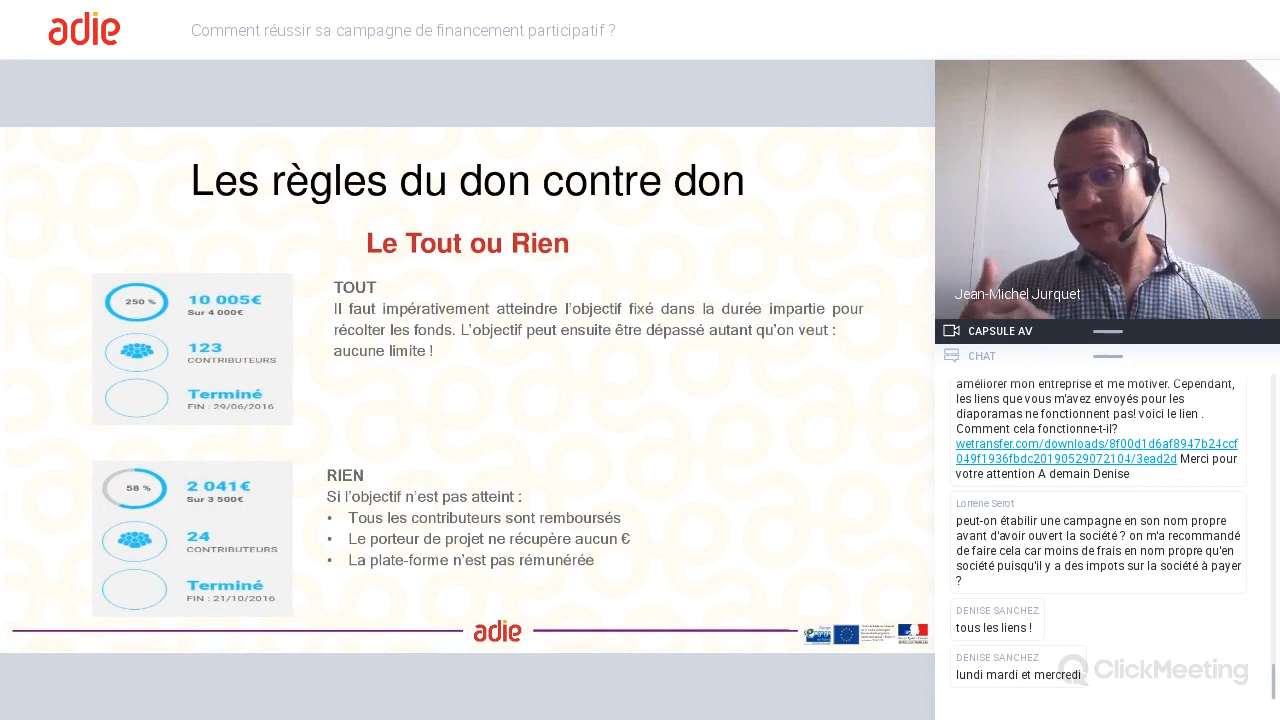 adie
Comment réussir sa campagne de financement participatif ?
Les règles du don contre don
Le Tout ou Rien
250 %
10 005€
Sur 4 000€
123
CONTRIBUTEURS
Terminé
FIN : 29/06/2016
TOUT
Il faut impérativement atteindre l'objectif fixé dans la durée impartie pour
récolter les fonds. L'objectif peut ensuite être dépassé autant qu'on veut :
aucune limite !
58 %
2 041€
Sur 3 500€
24
CONTRIBUTEURS
Terminé
FIN : 21/10/2016
RIEN
Si l'objectif n'est pas atteint :
• Tous les contributeurs sont remboursés
• Le porteur de projet ne récupère aucun €
• La plate-forme n'est pas rémunérée
adie
Jean-Michel Jurquet
CAPSULE AV
CHAT
améliorer mon entreprise et me motiver. Cependant,
les liens que vous m'avez envoyés pour les
diaporamas ne fonctionnent pas! voici le lien .
Comment cela fonctionne-t-il?
wetransfer.com/downloads/8f00d1d6af8947b24ccf
049f1936fbdc20190529072104/3ead2d Merci pour
votre attention A demain Denise
Lorrene Serot
peut-on établir une campagne en son nom propre
avant d'avoir ouvert la société ? on m'a recommandé
de faire cela car moins de frais en nom propre qu'en
société puisqu'il y a des impots sur la société à payer
?
DENISE SANCHEZ
tous les liens !
DENISE SANCHEZ
lundi mardi et mercredi
ClickMeeting